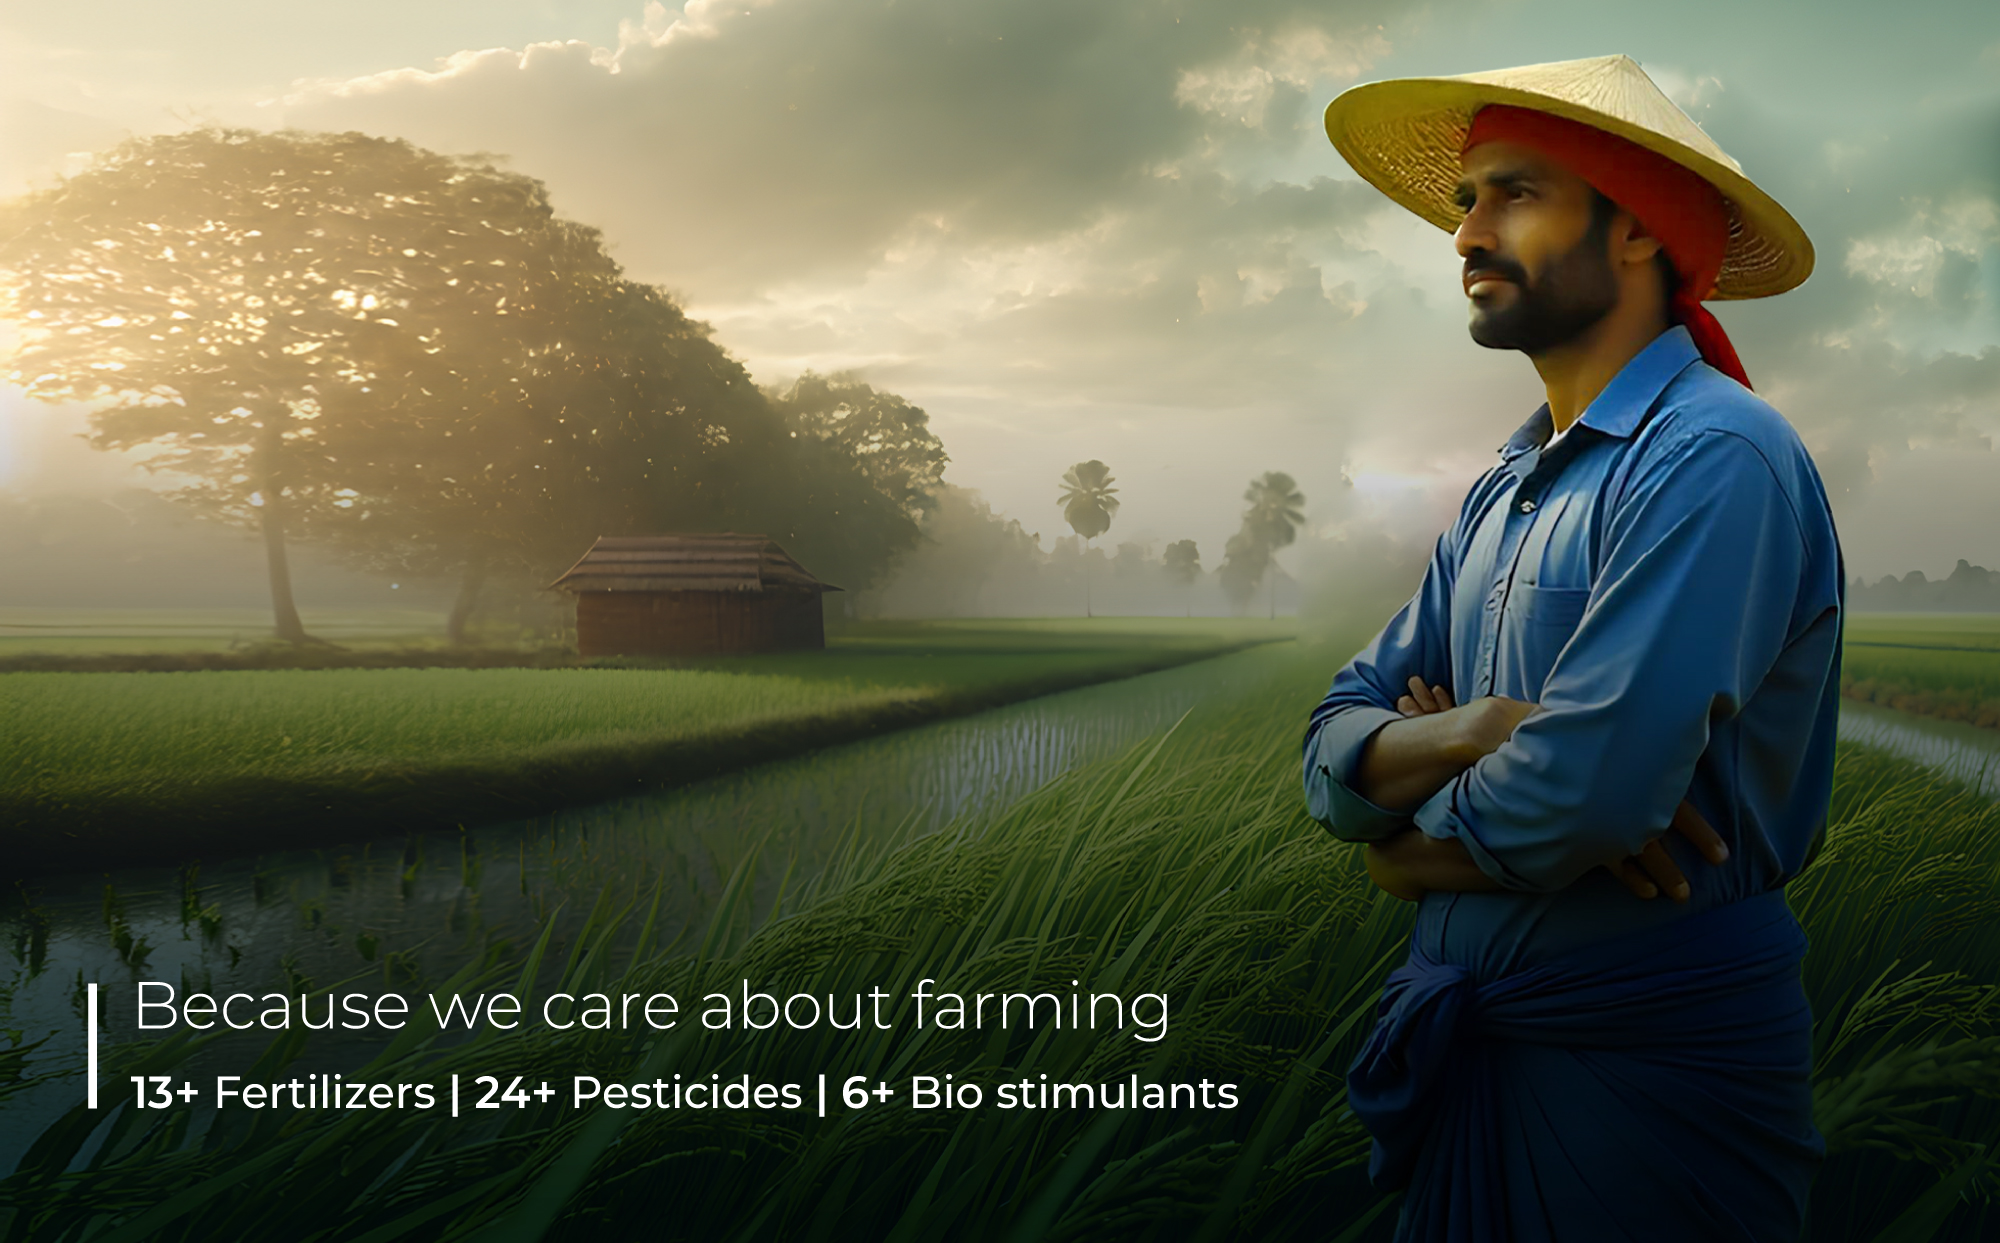 Because we care about farming
13+ Fertilizers | 24+ Pesticides | 6+ Bio stimulants